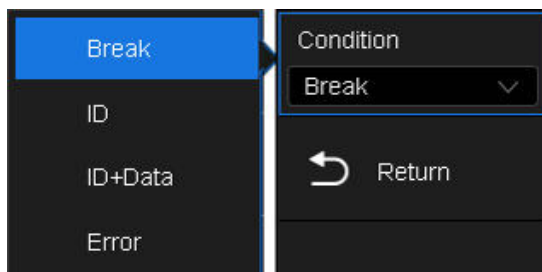 Break
ID
ID+Data
Error
Condition
Break
Return